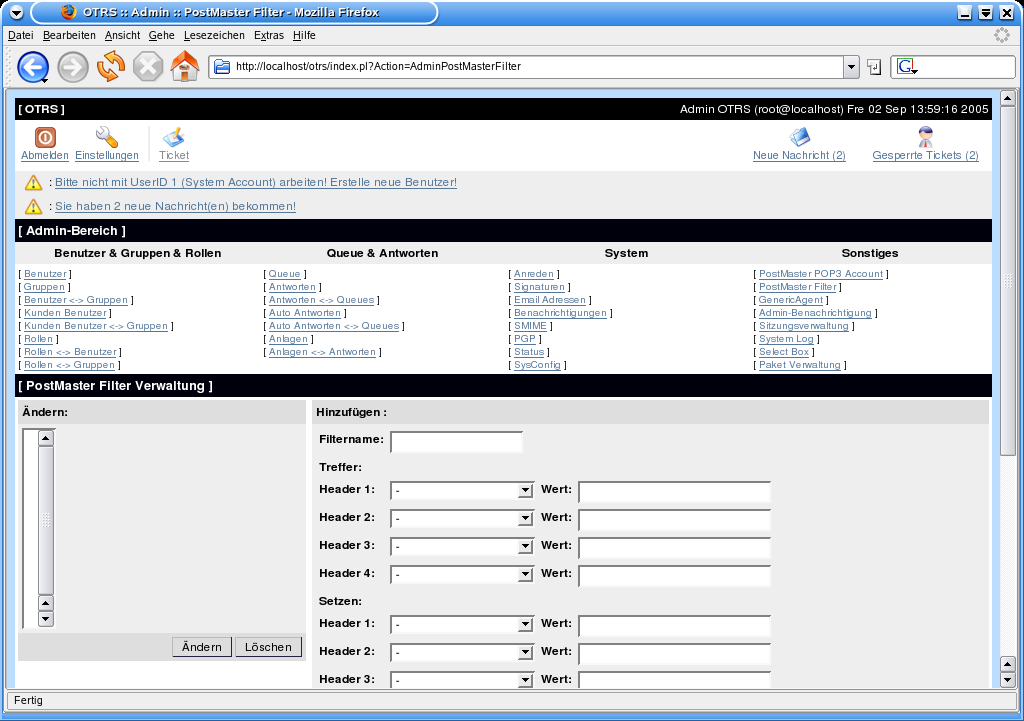 OTRS :: Admin :: PostMaster Filter - Mozilla Firefox
Datei Bearbeiten Ansicht Gehe Lesezeichen Extras Hilfe
http://localhost/otrs/index.pl?Action=AdminPostMasterFilter
G
[ OTRS ] Admin OTRS (root@localhost) Fre 02 Sep 13:59:16 2005
Abmelden Einstellungen Ticket Neue Nachricht (2) Gesperrte Tickets (2)
: Bitte nicht mit UserID 1 (System Account) arbeiten! Erstelle neue Benutzer!
: Sie haben 2 neue Nachricht(en) bekommen!
[ Admin-Bereich ]
Benutzer & Gruppen & Rollen Queue & Antworten System Sonstiges
[ Benutzer ] [ Queue ] [ Anreden ] [ PostMaster POP3 Account ]
[ Gruppen ] [ Antworten ] [ Signaturen ] [ PostMaster Filter ]
[ Benutzer <-> Gruppen ] [ Antworten <-> Queues ] [ Email Adressen ] [ GenericAgent ]
[ Kunden Benutzer ] [ Auto Antworten ] [ Benachrichtigungen ] [ Admin-Benachrichtigung ]
[ Kunden Benutzer <-> Gruppen ] [ Auto Antworten <-> Queues ] [ SMIME ] [ Sitzungsverwaltung ]
[ Rollen ] [ Anlagen ] [ PGP ] [ System Log ]
[ Rollen <-> Benutzer ] [ Anlagen <-> Antworten ] [ Status ] [ Select Box ]
[ Rollen <-> Gruppen ] [ SysConfig ] [ Paket Verwaltung ]
[ PostMaster Filter Verwaltung ]
Ändern:
Ändern Löschen
Hinzufügen :
Filtername:
Treffer:
Header 1: - Wert:
Header 2: - Wert:
Header 3: - Wert:
Header 4: - Wert:
Setzen:
Header 1: - Wert:
Header 2: - Wert:
Header 3: - Wert:
Fertig